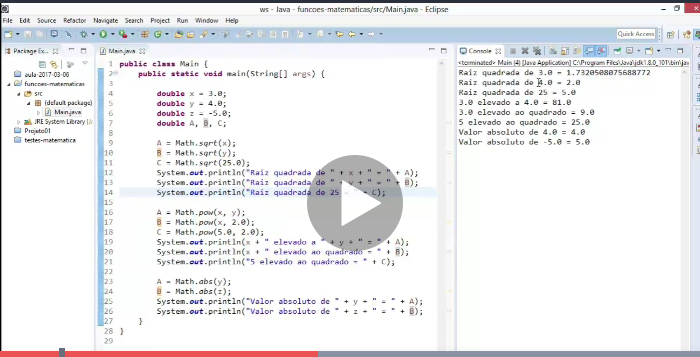 ws - Java - funcoes-matematicas/src/Main.java - Eclipse
File Edit Source Refactor Navigate Search Project Run Window Help
Quick Access
Package Ex...
aula-2017-03-06
funcoes-matematicas
src
(default package)
Main.java
JRE System Library
Projeto01
testes-matematica
Main.java
1 public class Main {
2 public static void main(String[] args) {
3
4 double x = 3.0;
5 double y = 4.0;
6 double z = -5.0;
7 double A, B, C;
8
9 A = Math.sqrt(x);
10 B = Math.sqrt(y);
11 C = Math.sqrt(25.0);
12 System.out.println("Raiz quadrada de " + x + " = " + A);
13 System.out.println("Raiz quadrada de " + y + " = " + B);
14 System.out.println("Raiz quadrada de 25 = " + C);
15
16 A = Math.pow(x, y);
17 B = Math.pow(x, 2.0);
18 C = Math.pow(5.0, 2.0);
19 System.out.println(x + " elevado a " + y + " = " + A);
20 System.out.println(x + " elevado ao quadrado = " + B);
21 System.out.println("5 elevado ao quadrado = " + C);
22
23 A = Math.abs(y);
24 B = Math.abs(z);
25 System.out.println("Valor absoluto de " + y + " = " + A);
26 System.out.println("Valor absoluto de " + z + " = " + B);
27 }
28 }
29
Console
<terminated> Main (4) [Java Application] C:\Program Files\Java\jdk1.8.0_101\bin\jav
Raiz quadrada de 3.0 = 1.7320508075688772
Raiz quadrada de 4.0 = 2.0
Raiz quadrada de 25 = 5.0
3.0 elevado a 4.0 = 81.0
3.0 elevado ao quadrado = 9.0
5 elevado ao quadrado = 25.0
Valor absoluto de 4.0 = 4.0
Valor absoluto de -5.0 = 5.0